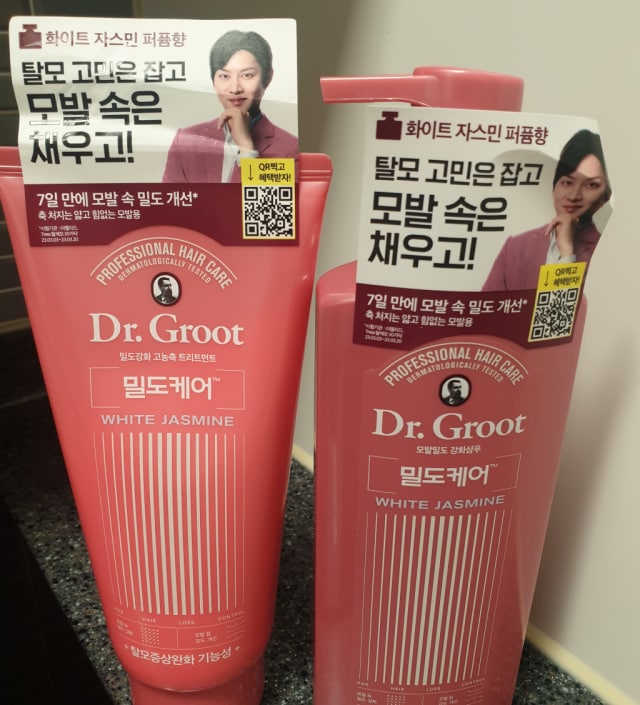 화이트 자스민 퍼퓸향
탈모 고민은 잡고
모발 속은
채우고!
QR찍고
혜택받자!
7일 만에 모발 속 밀도 개선*
축 처지는 얇고 힘없는 모발용
PROFESSIONAL HAIR CARE
DERMATOLOGICALLY TESTED
Dr. Groot
밀도강화 고농축 트리트먼트
밀도케어™
WHITE JASMINE
FOR HAIR LOSS CONTROL
+ 탈모증상완화 기능성 +
화이트 자스민 퍼퓸향
탈모 고민은 잡고
모발 속은
채우고!
QR찍고
혜택받자!
7일 만에 모발 속 밀도 개선*
축 처지는 얇고 힘없는 모발용
PROFESSIONAL HAIR CARE
DERMATOLOGICALLY TESTED
Dr. Groot
모발밀도 강화샴푸
밀도케어™
WHITE JASMINE
FOR HAIR LOSS CONTROL